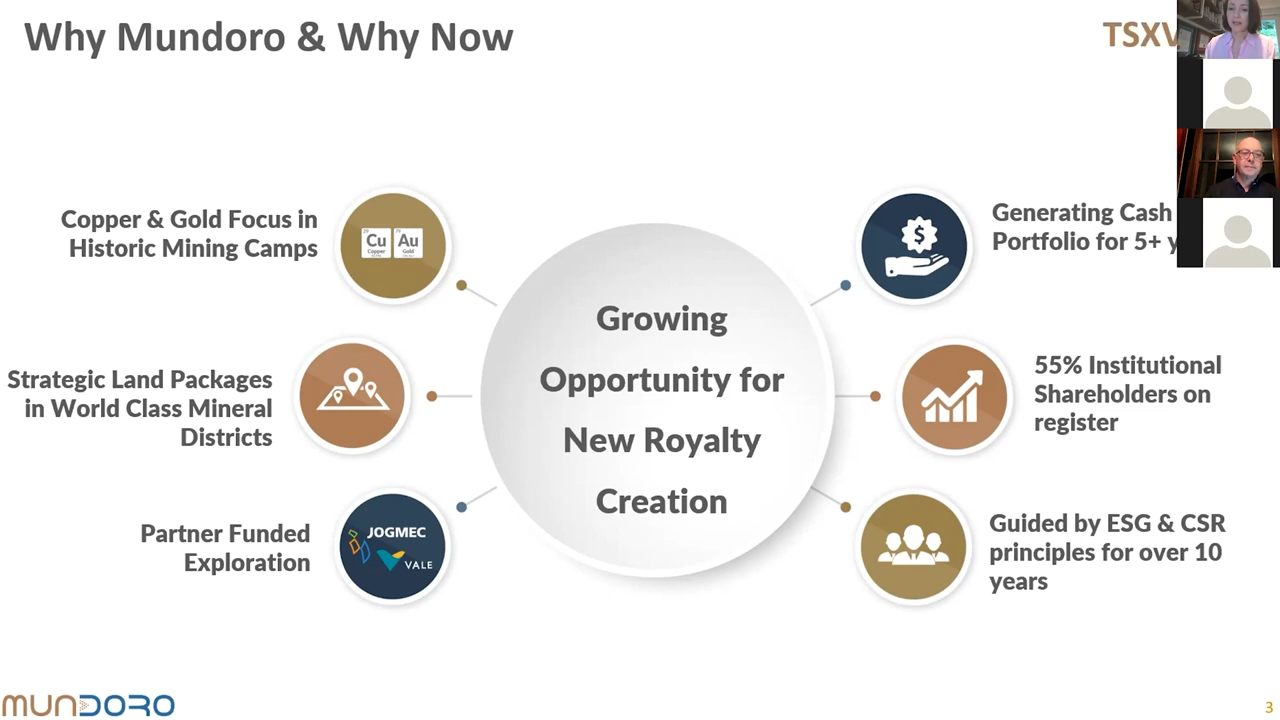 Why Mundoro & Why Now
TSXV
Copper & Gold Focus in
Historic Mining Camps
Cu
Copper
Au
Gold
Strategic Land Packages
in World Class Mineral
Districts
Partner Funded
Exploration
JOGMEC
VALE
Growing
Opportunity for
New Royalty
Creation
$
Generating Cash
Portfolio for 5+
55% Institutional
Shareholders on
register
Guided by ESG & CSR
principles for over 10
years
MUNDORO
3